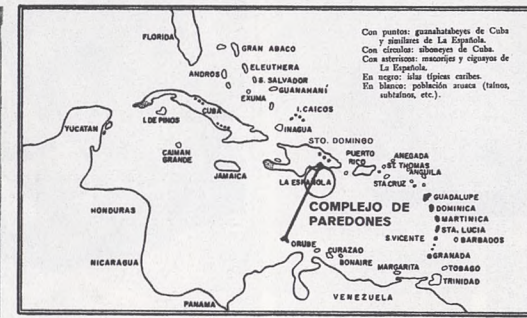 Con puntos: guanahatabeyes de Cuba
y similares de La Española.
Con círculos: siboneyes de Cuba.
Con asteriscos: macorijes y ciguayos de
La Española.
En negro: islas típicas caribes.
En blanco: población aruaca (taínos,
subtaínos, etc.).
FLORIDA
GRAN ABACO
ELEUTHERA
ANDROS
S. SALVADOR
GUANAHANÍ
EXUMA
CUBA
I. CAICOS
I. DE PINOS
INAGUA
YUCATAN
STO. DOMINGO
CAIMAN
GRANDE
PUERTO
RICO
ANEGADA
ST. THOMAS
ANGUILA
JAMAICA
LA ESPAÑOLA
STA CRUZ
GUADALUPE
COMPLEJO DE
PAREDONES
DOMINICA
MARTINICA
HONDURAS
STA. LUCIA
S. VICENTE
BARBADOS
ORUBE
CURAZAO
GRANADA
NICARAGUA
BONAIRE
MARGARITA
TOBAGO
TRINIDAD
PANAMA
VENEZUELA